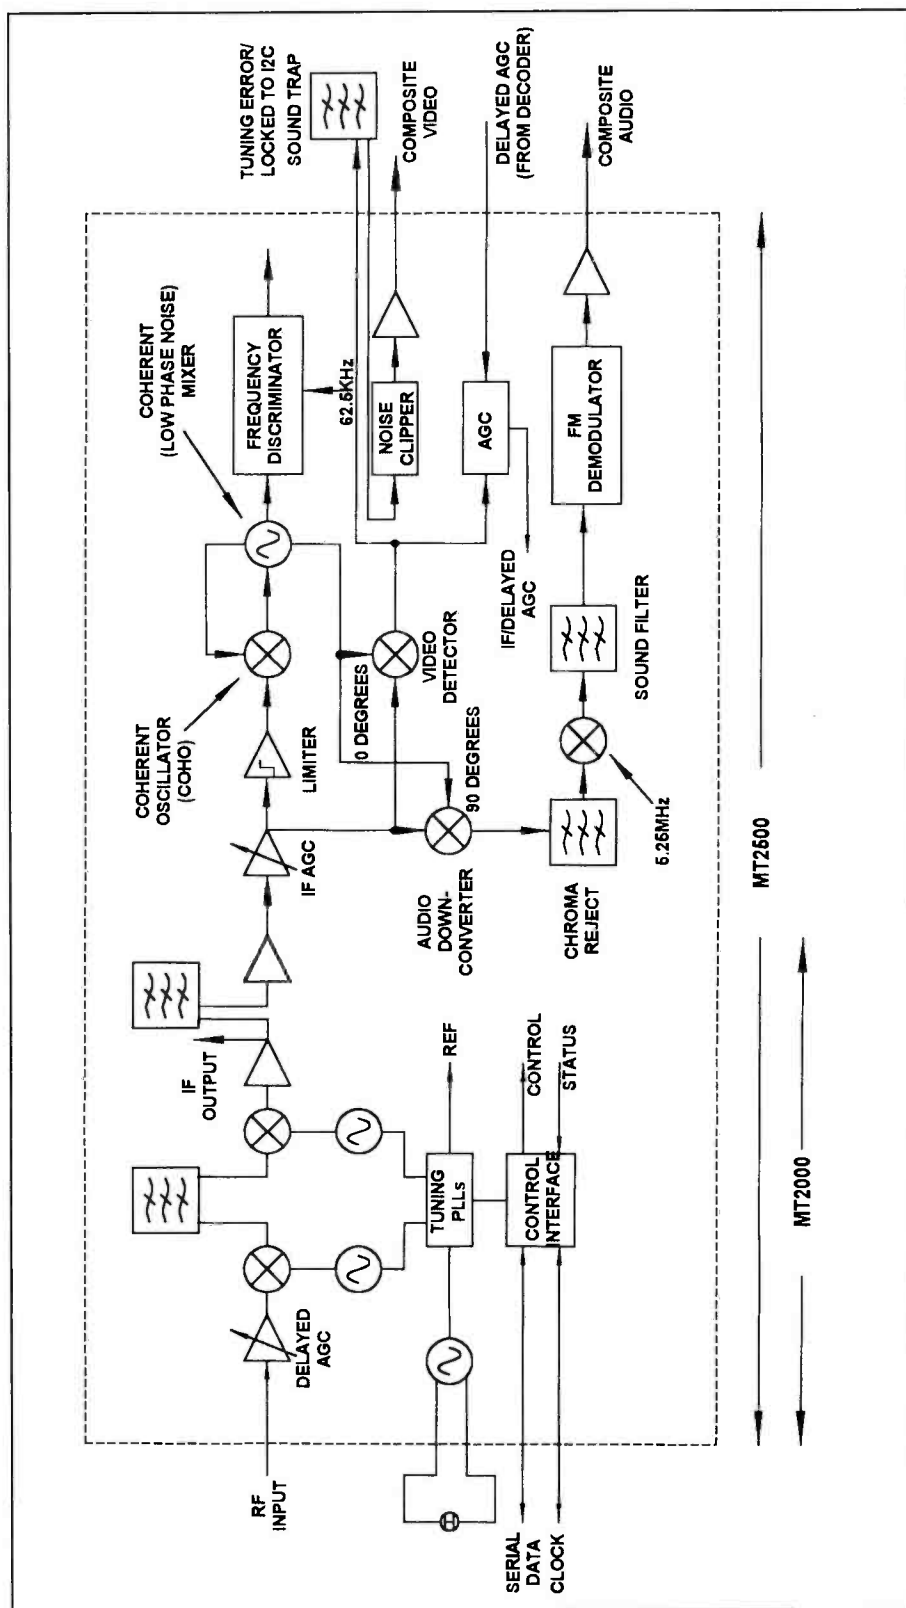 RF
INPUT
DELAYED
AGC
IF
OUTPUT
SERIAL
DATA
CLOCK
TUNING
PLLs
REF
CONTROL
INTERFACE
CONTROL
STATUS
IF AGC
LIMITER
COHERENT
OSCILLATOR
(COHO)
COHERENT
(LOW PHASE NOISE)
MIXER
FREQUENCY
DISCRIMINATOR
62.5KHz
TUNING ERROR/
LOCKED TO I2C
SOUND TRAP
NOISE
CLIPPER
COMPOSITE
VIDEO
0 DEGREES
VIDEO
DETECTOR
90 DEGREES
AUDIO
DOWN-
CONVERTER
AGC
DELAYED AGC
(FROM DECODER)
IF/DELAYED
AGC
CHROMA
REJECT
5.25MHz
SOUND FILTER
FM
DEMODULATOR
COMPOSITE
AUDIO
MT2500
MT2000